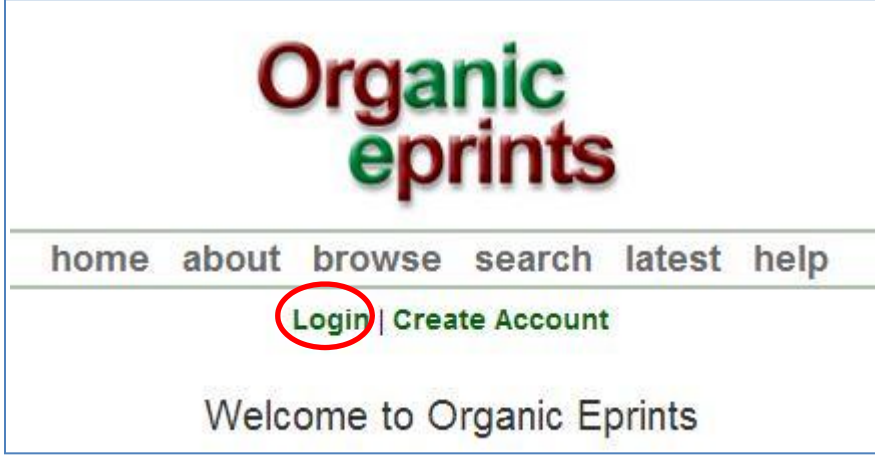 Organic
eprints
home about browse search latest help
Login | Create Account
Welcome to Organic Eprints